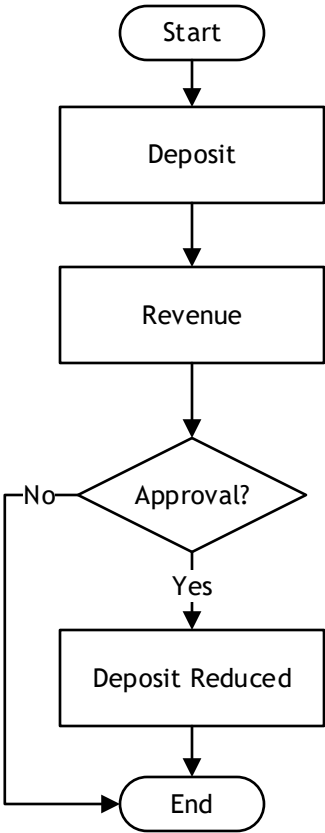 Start
Deposit
Revenue
Approval?
No
Yes
Deposit Reduced
End